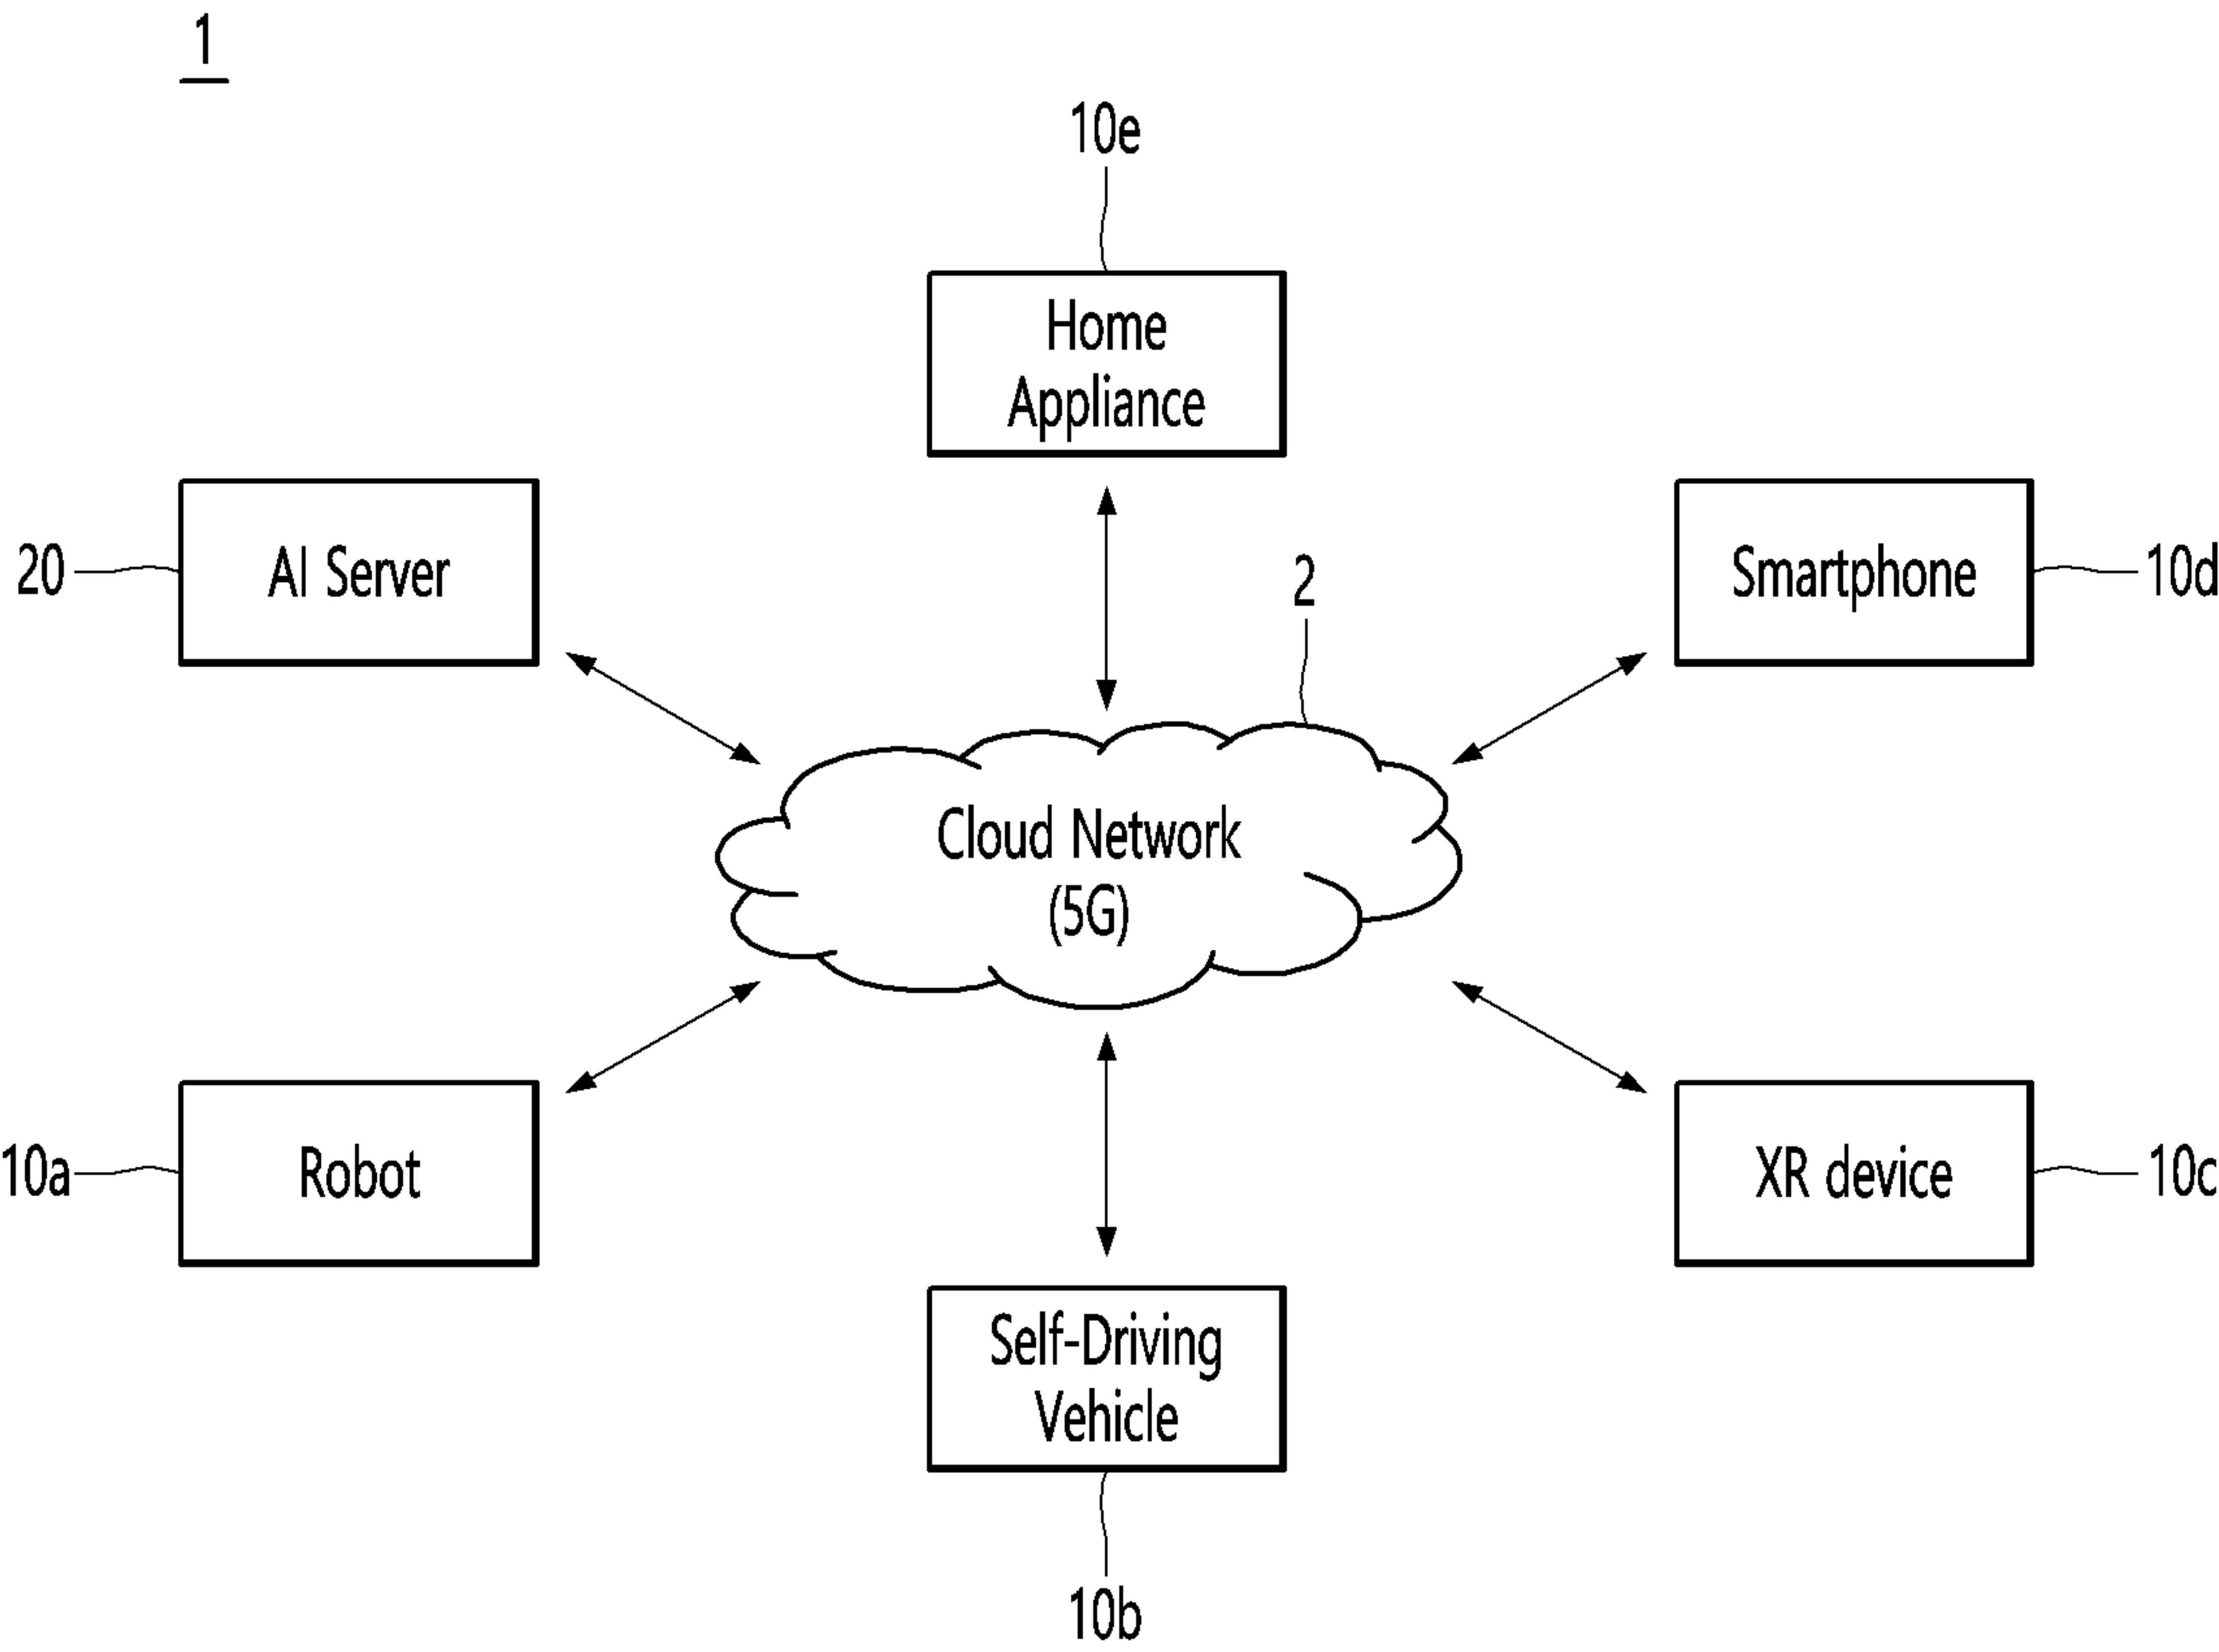 1
10e
Home
Appliance
20
AI Server
Smartphone
10d
2
Cloud Network
(5G)
10a
Robot
XR device
10c
Self-Driving
Vehicle
10b